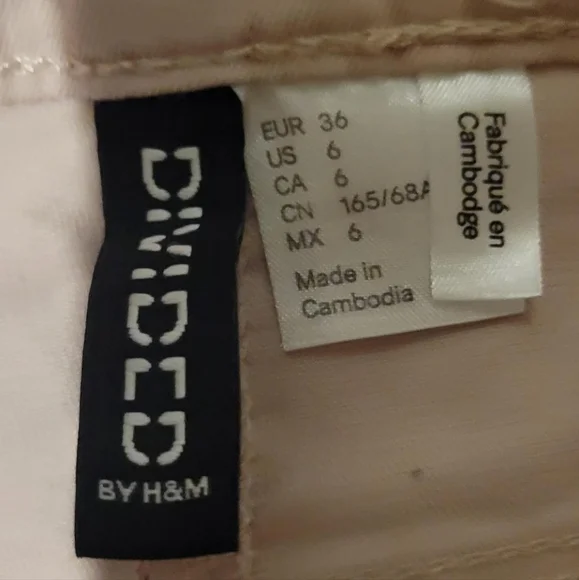 DIVIDED
BY H&M
EUR 36
US 6
CA 6
CN 165/68A
MX 6
Made in
Cambodia
Fabriqué en
Cambodge